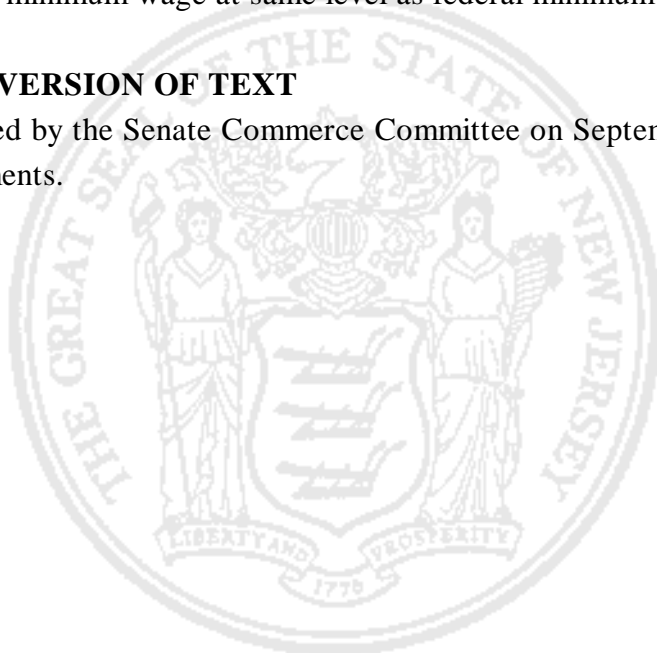 minimum wage at same level as federal minimum
VERSION OF TEXT
ed by the Senate Commerce Committee on Septem
ents.
THE GREAT SEAL OF THE STATE OF NEW JERSEY
LIBERTY AND PROSPERITY
1776